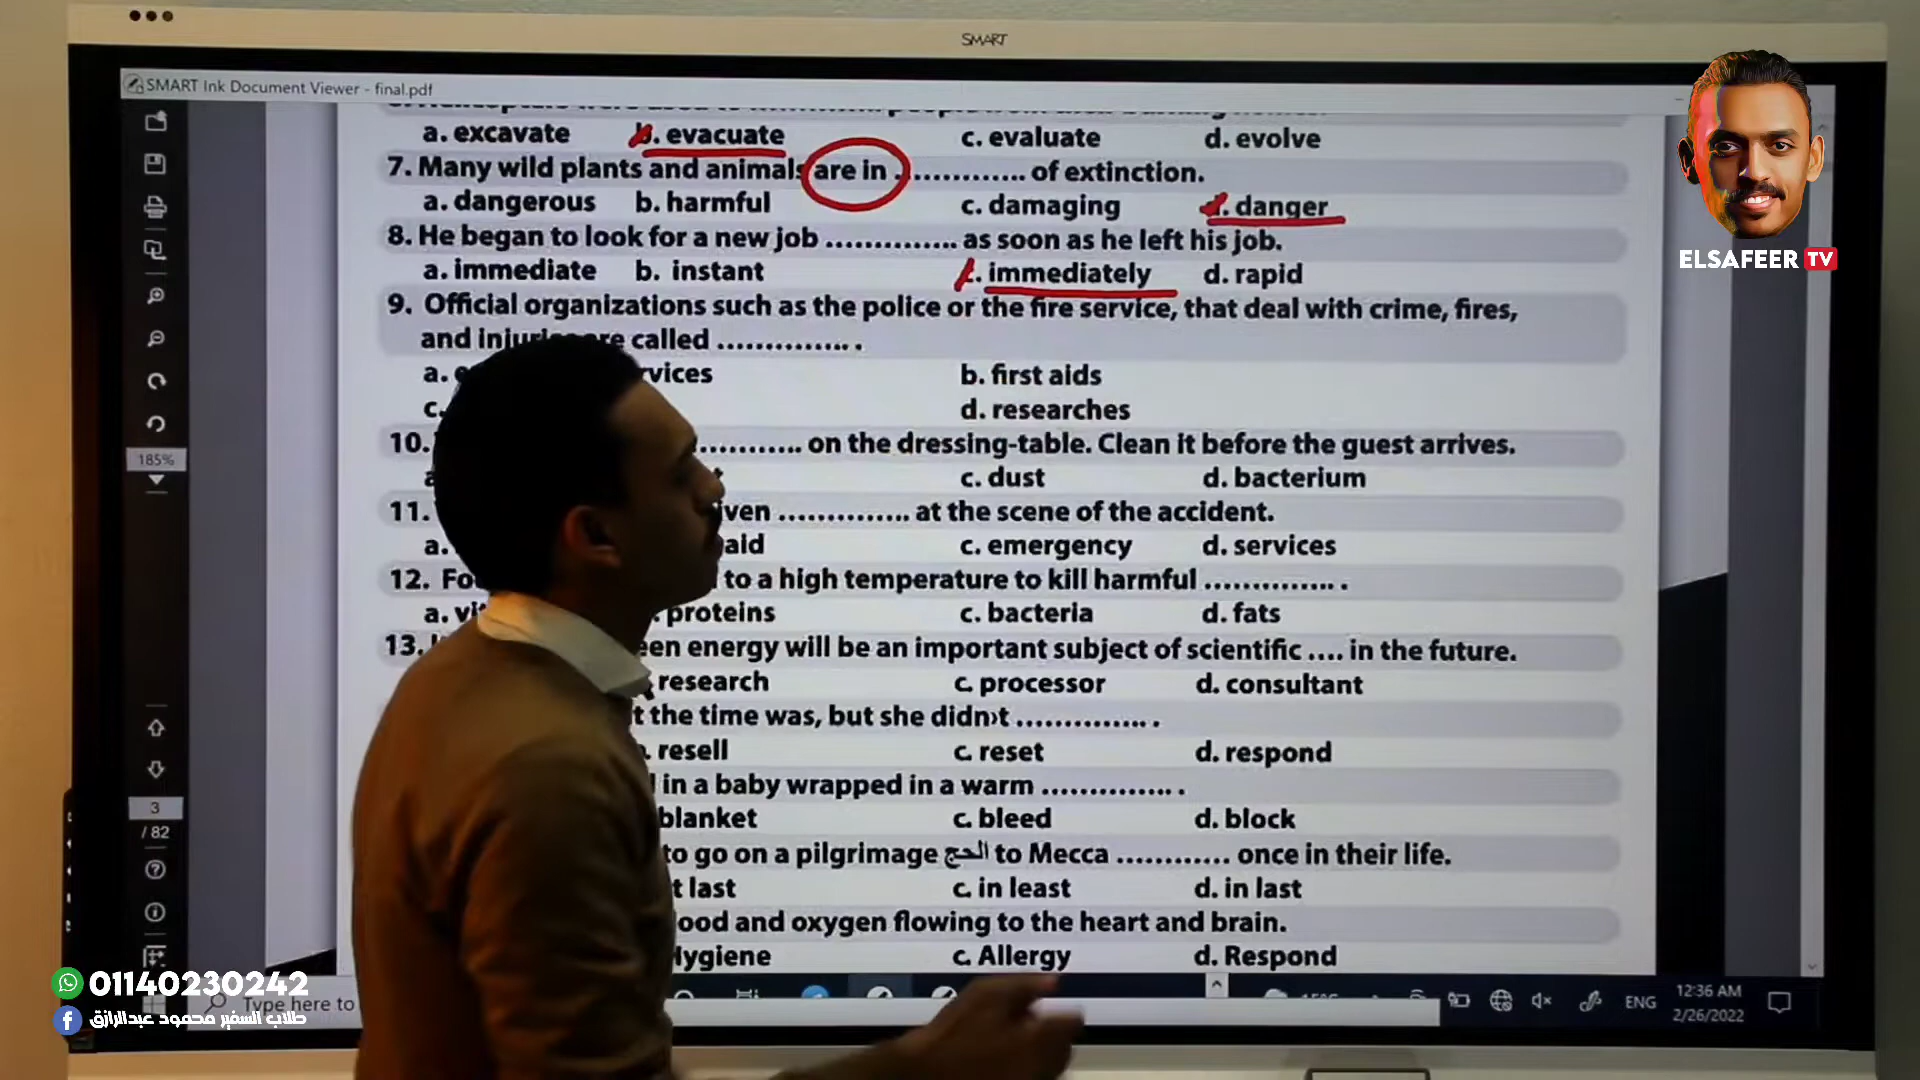 SMART
SMART Ink Document Viewer - final.pdf
a. excavate b. evacuate c. evaluate d. evolve
7. Many wild plants and animals are in .............. of extinction.
a. dangerous b. harmful c. damaging d. danger
8. He began to look for a new job .............. as soon as he left his job.
a. immediate b. instant c. immediately d. rapid
9. Official organizations such as the police or the fire service, that deal with crime, fires,
and are called .............. .
a. b. first aids
c. d. researches
10. .............. on the dressing-table. Clean it before the guest arrives.
c. dust d. bacterium
11. .............. at the scene of the accident.
a. aid c. emergency d. services
12. to a high temperature to kill harmful .............. .
a. proteins c. bacteria d. fats
13. energy will be an important subject of scientific .... in the future.
research c. processor d. consultant
the time was, but she didn›t .............. .
resell c. reset d. respond
in a baby wrapped in a warm .............. .
blanket c. bleed d. block
to go on a pilgrimage الحج to Mecca ............ once in their life.
last c. in least d. in last
and oxygen flowing to the heart and brain.
Hygiene c. Allergy d. Respond
185%
3
/ 82
Type here to
ENG
12:36 AM
2/26/2022
ELSAFEER TV
01140230242
طلاب السفير محمود عبدالرازق